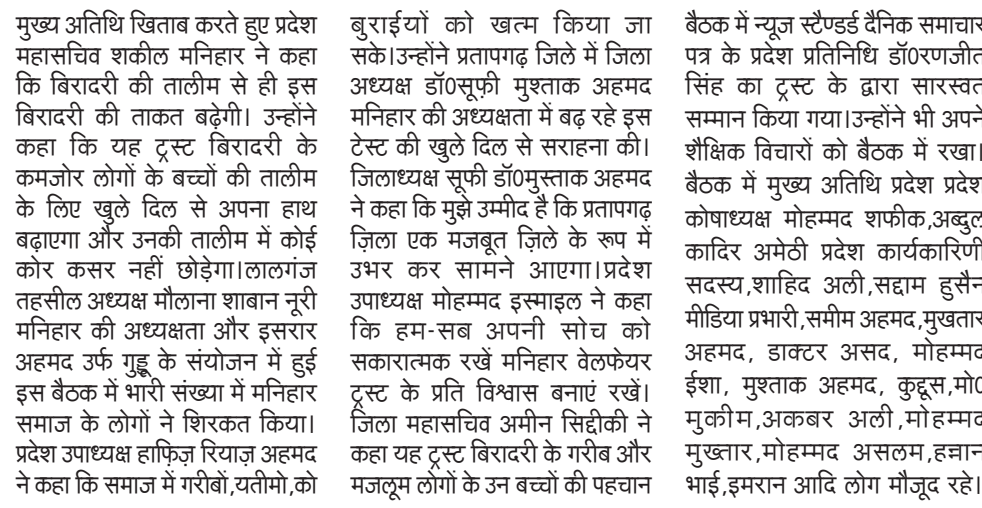 मुख्य अतिथि खिताब करते हुए प्रदेश
महासचिव शकील मनिहार ने कहा
कि बिरादरी की तालीम से ही इस
बिरादरी की ताकत बढ़ेगी। उन्होंने
कहा कि यह ट्रस्ट बिरादरी के
कमजोर लोगों के बच्चों की तालीम
के लिए खुले दिल से अपना हाथ
बढ़ाएगा और उनकी तालीम में कोई
कोर कसर नहीं छोड़ेगा।लालगंज
तहसील अध्यक्ष मौलाना शाबान नूरी
मनिहार की अध्यक्षता और इसरार
अहमद उर्फ गुड्डू के संयोजन में हुई
इस बैठक में भारी संख्या में मनिहार
समाज के लोगों ने शिरकत किया।
प्रदेश उपाध्यक्ष हाफिज़ रियाज़ अहमद
ने कहा कि समाज में गरीबों,यतीमो,को
बुराईयों को खत्म किया जा
सके।उन्होंने प्रतापगढ़ जिले में जिला
अध्यक्ष डॉ0सूफ़ी मुश्ताक अहमद
मनिहार की अध्यक्षता में बढ़ रहे इस
टेस्ट की खुले दिल से सराहना की।
जिलाध्यक्ष सूफी डॉ0मुस्ताक अहमद
ने कहा कि मुझे उम्मीद है कि प्रतापगढ़
ज़िला एक मजबूत ज़िले के रूप में
उभर कर सामने आएगा।प्रदेश
उपाध्यक्ष मोहम्मद इस्माइल ने कहा
कि हम-सब अपनी सोच को
सकारात्मक रखें मनिहार वेलफेयर
ट्रस्ट के प्रति विश्वास बनाएं रखें।
जिला महासचिव अमीन सिद्दीकी ने
कहा यह ट्रस्ट बिरादरी के गरीब और
मजलूम लोगों के उन बच्चों की पहचान
बैठक में न्यूज स्टैण्डर्ड दैनिक समाचार
पत्र के प्रदेश प्रतिनिधि डॉ0रणजीत
सिंह का ट्रस्ट के द्वारा सारस्वत
सम्मान किया गया।उन्होंने भी अपने
शैक्षिक विचारों को बैठक में रखा।
बैठक में मुख्य अतिथि प्रदेश प्रदेश
कोषाध्यक्ष मोहम्मद शफीक,अब्दुल
कादिर अमेठी प्रदेश कार्यकारिणी
सदस्य,शाहिद अली,सद्दाम हुसैन
मीडिया प्रभारी,समीम अहमद,मुखतार
अहमद, डाक्टर असद, मोहम्मद
ईशा, मुश्ताक अहमद, कुद्दूस,मो0
मुकीम,अकबर अली,मोहम्मद
मुख्तार,मोहम्मद असलम,हन्नान
भाई,इमरान आदि लोग मौजूद रहे।